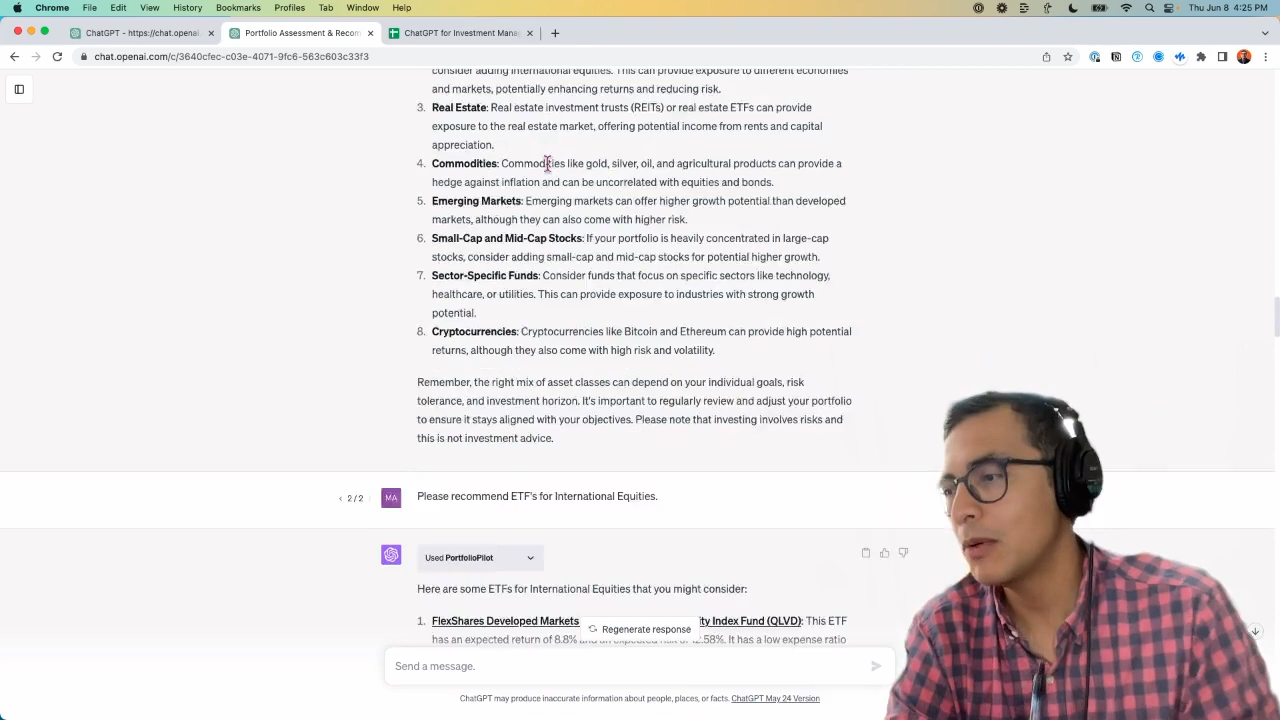 Chrome File Edit View History Bookmarks Profiles Tab Window Help
Thu Jun 8 4:25 PM
ChatGPT - https://chat.openai.
Portfolio Assessment & Recom
ChatGPT for Investment Mana
chat.openai.com/c/3640cfec-c03e-4071-9fc6-563c603c33f3
consider adding international equities. This can provide exposure to different economies
and markets, potentially enhancing returns and reducing risk.
3. Real Estate: Real estate investment trusts (REITs) or real estate ETFs can provide
exposure to the real estate market, offering potential income from rents and capital
appreciation.
4. Commodities: Commodities like gold, silver, oil, and agricultural products can provide a
hedge against inflation and can be uncorrelated with equities and bonds.
5. Emerging Markets: Emerging markets can offer higher growth potential than developed
markets, although they can also come with higher risk.
6. Small-Cap and Mid-Cap Stocks: If your portfolio is heavily concentrated in large-cap
stocks, consider adding small-cap and mid-cap stocks for potential higher growth.
7. Sector-Specific Funds: Consider funds that focus on specific sectors like technology,
healthcare, or utilities. This can provide exposure to industries with strong growth
potential.
8. Cryptocurrencies: Cryptocurrencies like Bitcoin and Ethereum can provide high potential
returns, although they also come with high risk and volatility.
Remember, the right mix of asset classes can depend on your individual goals, risk
tolerance, and investment horizon. It's important to regularly review and adjust your portfolio
to ensure it stays aligned with your objectives. Please note that investing involves risks and
this is not investment advice.
2 / 2
MA
Please recommend ETF's for International Equities.
Used PortfolioPilot
Here are some ETFs for International Equities that you might consider:
1. FlexShares Developed Markets ity Index Fund (QLVD): This ETF
Regenerate response
has an expected return of 8.8% and an expected risk of 12.58%. It has a low expense ratio
Send a message.
ChatGPT may produce inaccurate information about people, places, or facts. ChatGPT May 24 Version